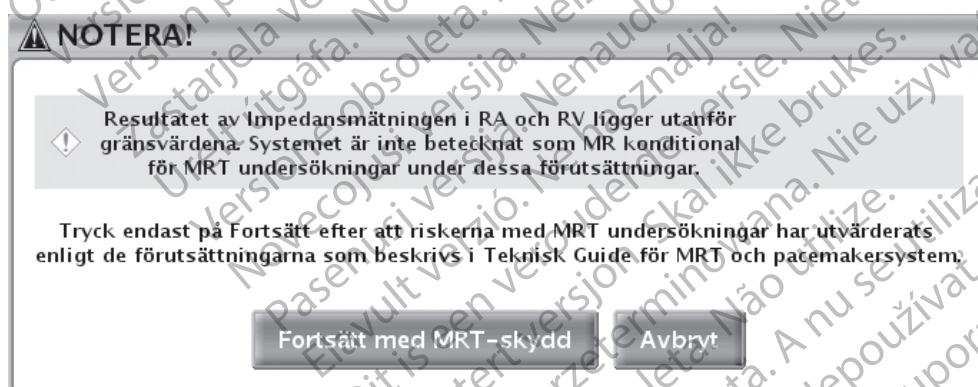 NOTERA!
Resultatet av Impedansmätningen i RA och RV ligger utanför
gränsvärdena. Systemet är inte betecknat som MR konditional
för MRT undersökningar under dessa förutsättningar.
Tryck endast på Fortsätt efter att riskerna med MRT undersökningar har utvärderats
enligt de förutsättningarna som beskrivs i Teknisk Guide för MRT och pacemakersystem.
Fortsätt med MRT-skydd
Avbryt